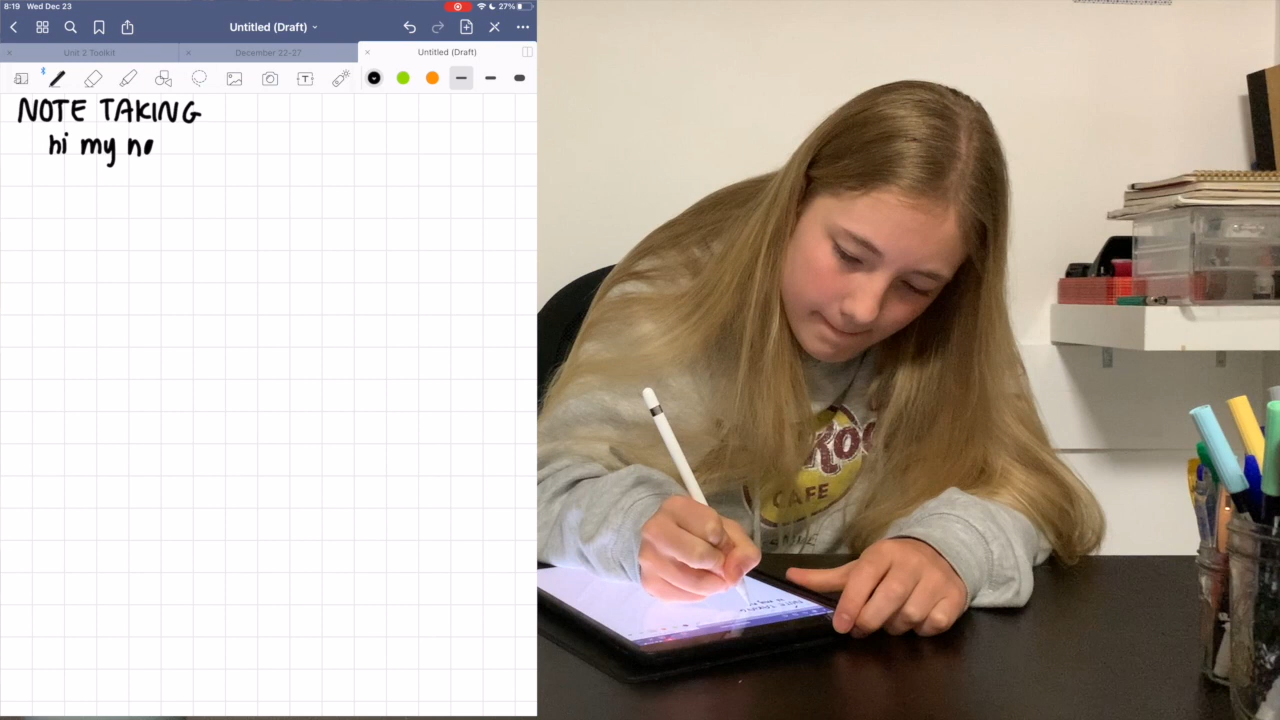 8:19 Wed Dec 23
27%
Untitled (Draft)
Unit 2 Toolkit
December 22-27
Untitled (Draft)
T
NOTE TAKING
hi my na
CAFE